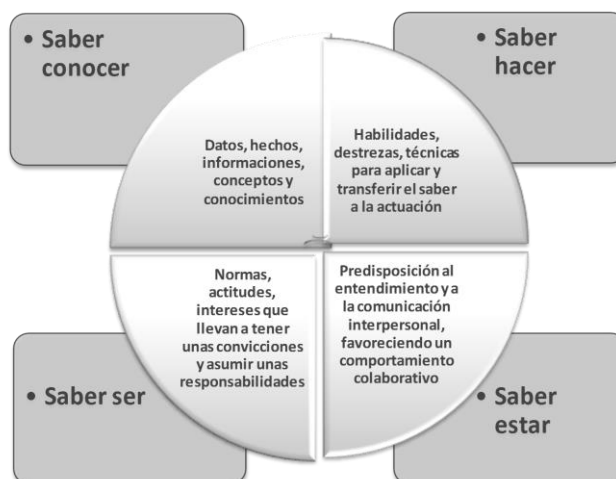 • Saber
conocer
• Saber
hacer
Datos, hechos,
informaciones,
conceptos y
conocimientos
Habilidades,
destrezas, técnicas
para aplicar y
transferir el saber
a la actuación
Normas,
actitudes,
intereses que
llevan a tener
unas convicciones
y asumir unas
responsabilidades
Predisposición al
entendimiento y a
la comunicación
interpersonal,
favoreciendo un
comportamiento
colaborativo
• Saber ser
• Saber
estar